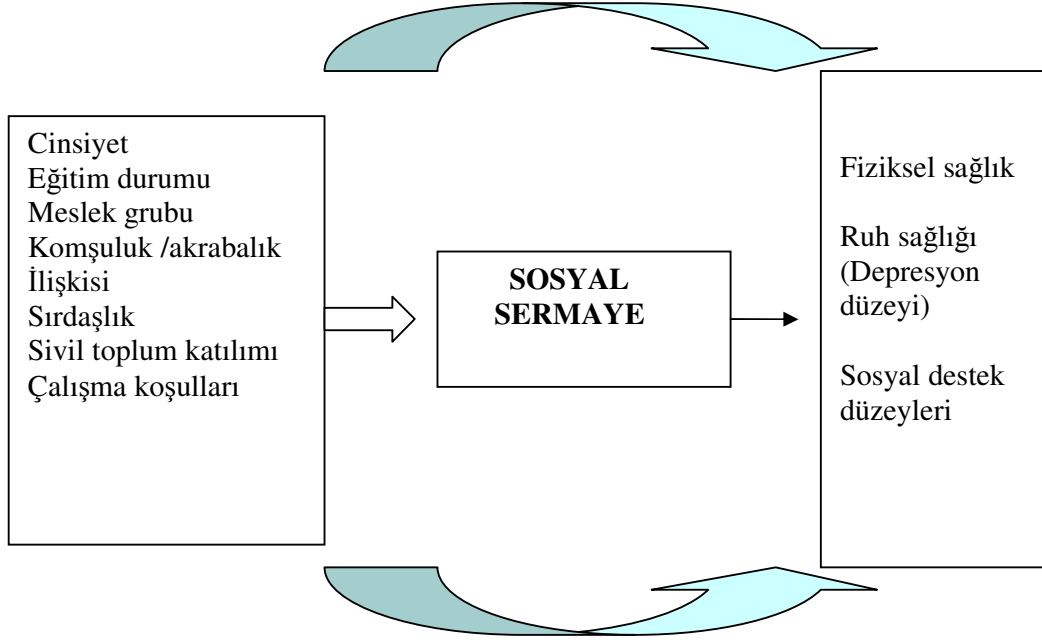 Cinsiyet
Eğitim durumu
Meslek grubu
Komşuluk /akrabalık
İlişkisi
Sırdaşlık
Sivil toplum katılımı
Çalışma koşulları
SOSYAL
SERMAYE
Fiziksel sağlık
Ruh sağlığı
(Depresyon
düzeyi)
Sosyal destek
düzeyleri